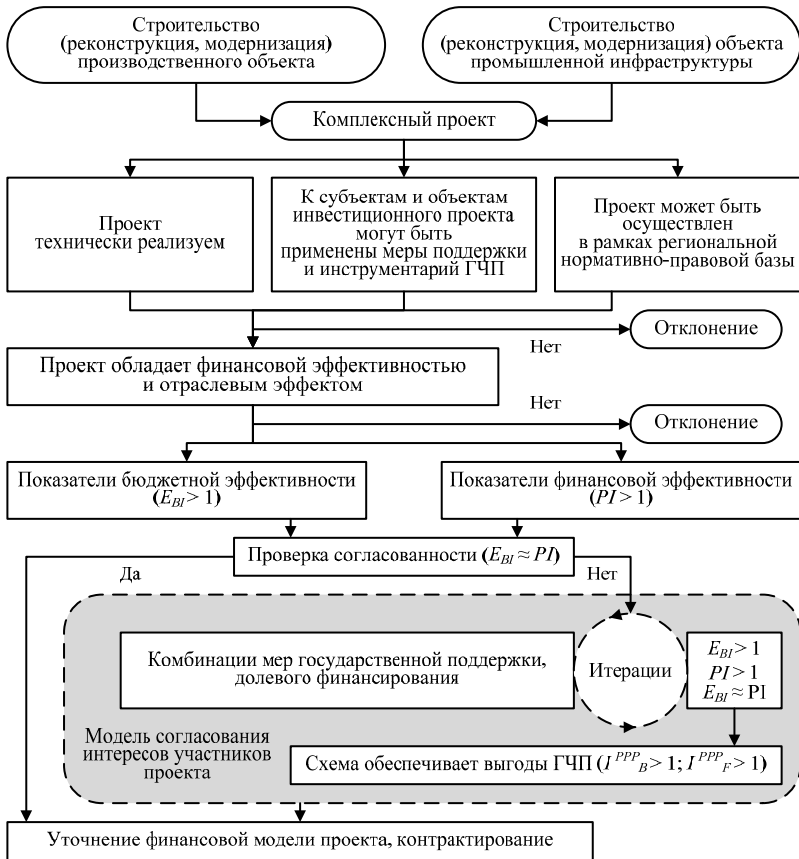 Строительство
(реконструкция, модернизация)
производственного объекта
Строительство
(реконструкция, модернизация) объекта
промышленной инфраструктуры
Комплексный проект
Проект
технически реализуем
К субъектам и объектам
инвестиционного проекта
могут быть
применены меры поддержки
и инструментарий ГЧП
Проект может быть
осуществлен
в рамках региональной
нормативно-правовой базы
Отклонение
Нет
Проект обладает финансовой эффективностью
и отраслевым эффектом
Нет
Отклонение
Показатели бюджетной эффективности
(E_BI > 1)
Показатели финансовой эффективности
(PI > 1)
Проверка согласованности (E_BI ≈ PI)
Да
Нет
Комбинации мер государственной поддержки,
долевого финансирования
Итерации
E_BI > 1
PI > 1
E_BI ≈ PI
Модель согласования
интересов участников
проекта
Схема обеспечивает выгоды ГЧП (I^PPP_B > 1; I^PPP_F > 1)
Уточнение финансовой модели проекта, контрактирование